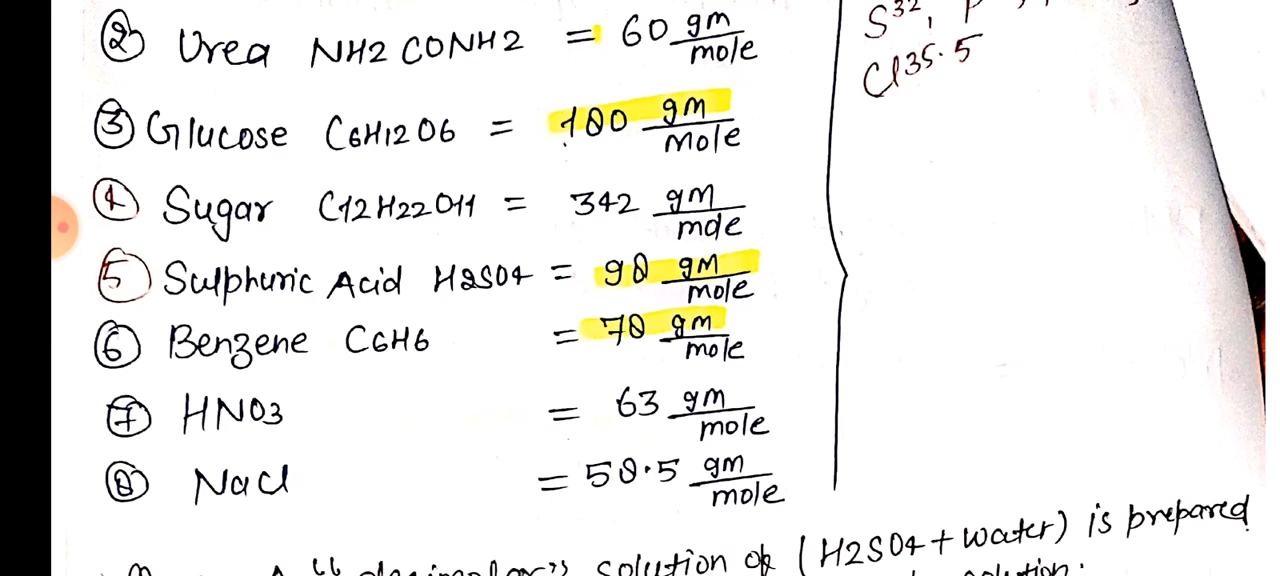 ② Urea NH2 CONH2 = 60 gm/mole
③ Glucose C6H12O6 = 180 gm/mole
④ Sugar C12H22O11 = 342 gm/mole
⑤ Sulphuric Acid H2SO4 = 98 gm/mole
⑥ Benzene C6H6 = 78 gm/mole
⑦ HNO3 = 63 gm/mole
⑧ Nacl = 58.5 gm/mole
S32,
Cl35.5
solution of (H2SO4 + water) is prepared
solution.